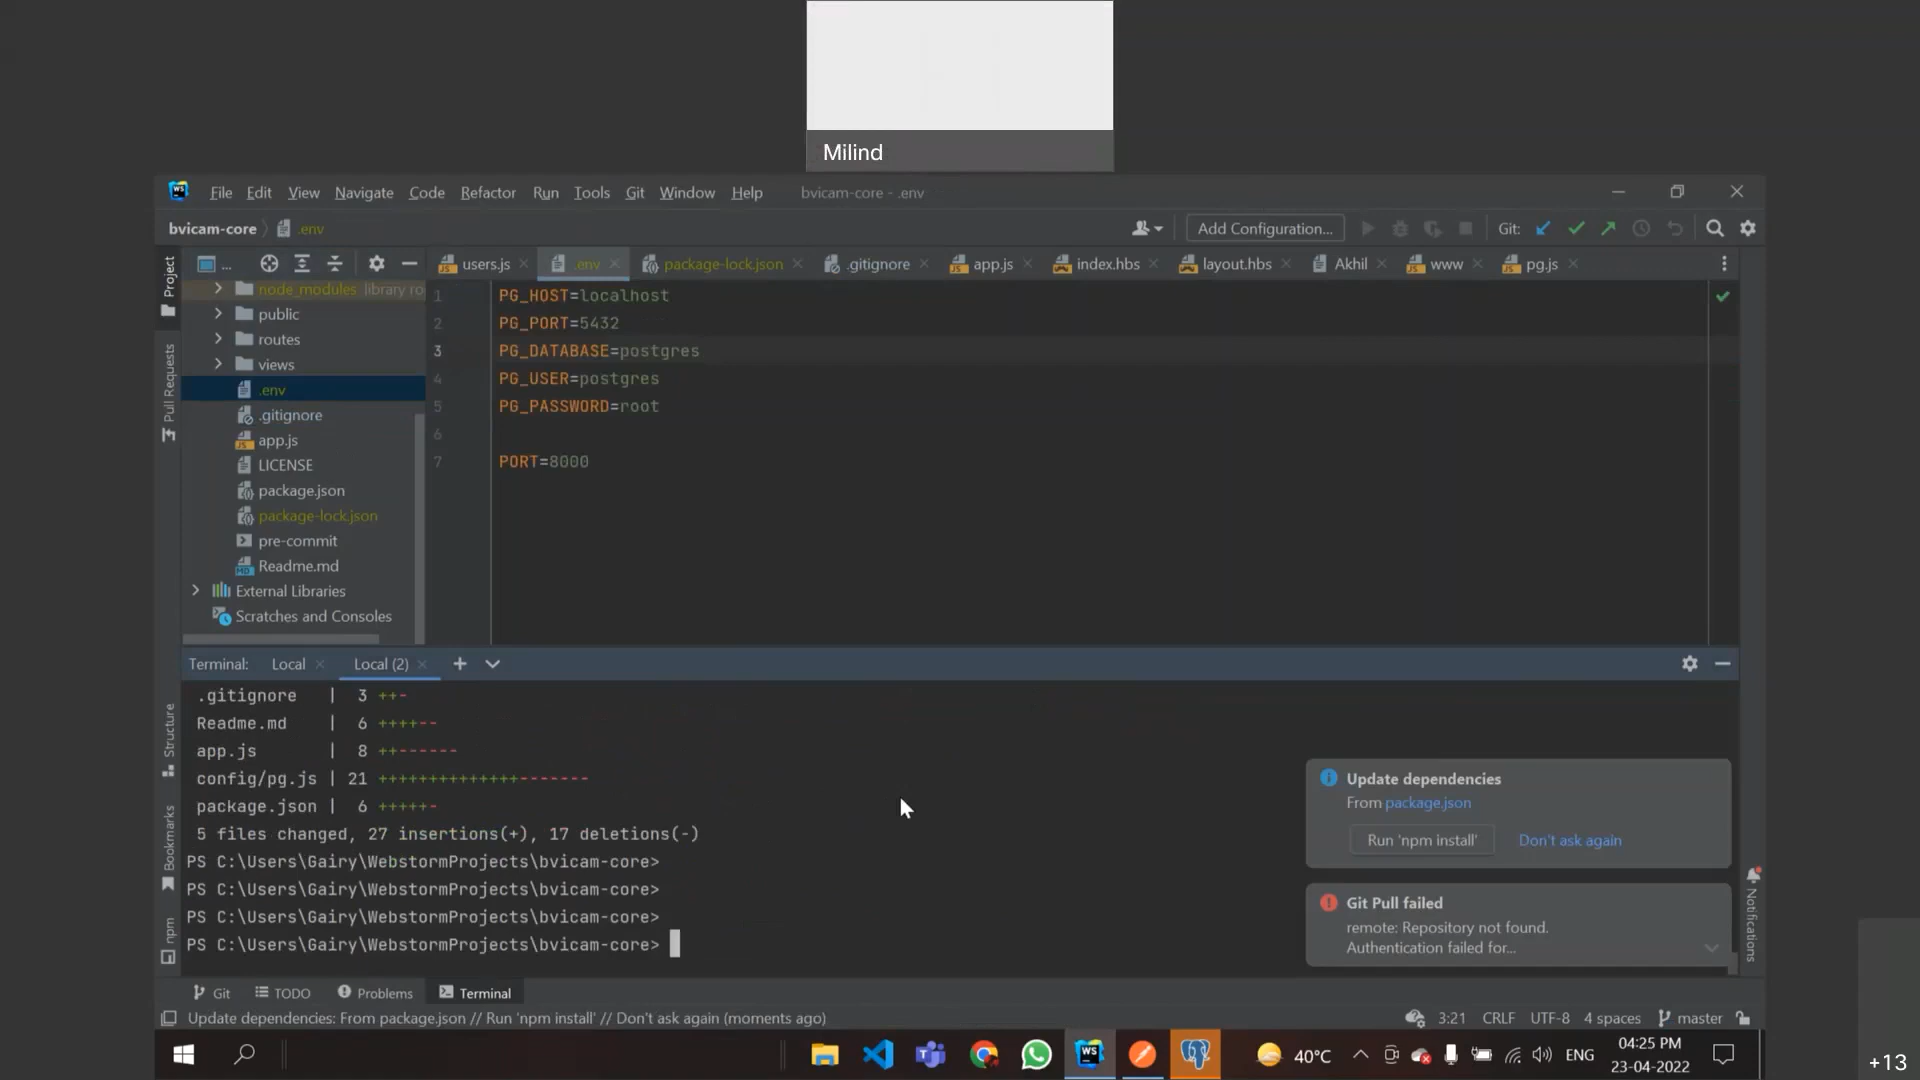 Milind
File Edit View Navigate Code Refactor Run Tools Git Window Help bvicam-core - .env
bvicam-core .env Add Configuration... Git:
Project
Pull Requests
Structure
Bookmarks
npm
...
node_modules library ro
public
routes
views
.env
.gitignore
app.js
LICENSE
package.json
package-lock.json
pre-commit
Readme.md
External Libraries
Scratches and Consoles
users.js .env package-lock.json .gitignore app.js index.hbs layout.hbs Akhil www pg.js
1 PG_HOST=localhost
2 PG_PORT=5432
3 PG_DATABASE=postgres
4 PG_USER=postgres
5 PG_PASSWORD=root
6
7 PORT=8000
Terminal: Local Local (2)
.gitignore | 3 ++-
Readme.md | 6 ++++--
app.js | 8 ++------
config/pg.js | 21 ++++++++++++++-------
package.json | 6 +++++-
5 files changed, 27 insertions(+), 17 deletions(-)
PS C:\Users\Gairy\WebstormProjects\bvicam-core>
PS C:\Users\Gairy\WebstormProjects\bvicam-core>
PS C:\Users\Gairy\WebstormProjects\bvicam-core>
PS C:\Users\Gairy\WebstormProjects\bvicam-core>
Update dependencies
From package.json
Run 'npm install' Don't ask again
Git Pull failed
remote: Repository not found.
Authentication failed for...
Notifications
Git TODO Problems Terminal
Update dependencies: From package.json // Run 'npm install' // Don't ask again (moments ago) 3:21 CRLF UTF-8 4 spaces master
WS 40°C ENG 04:25 PM
23-04-2022
+13